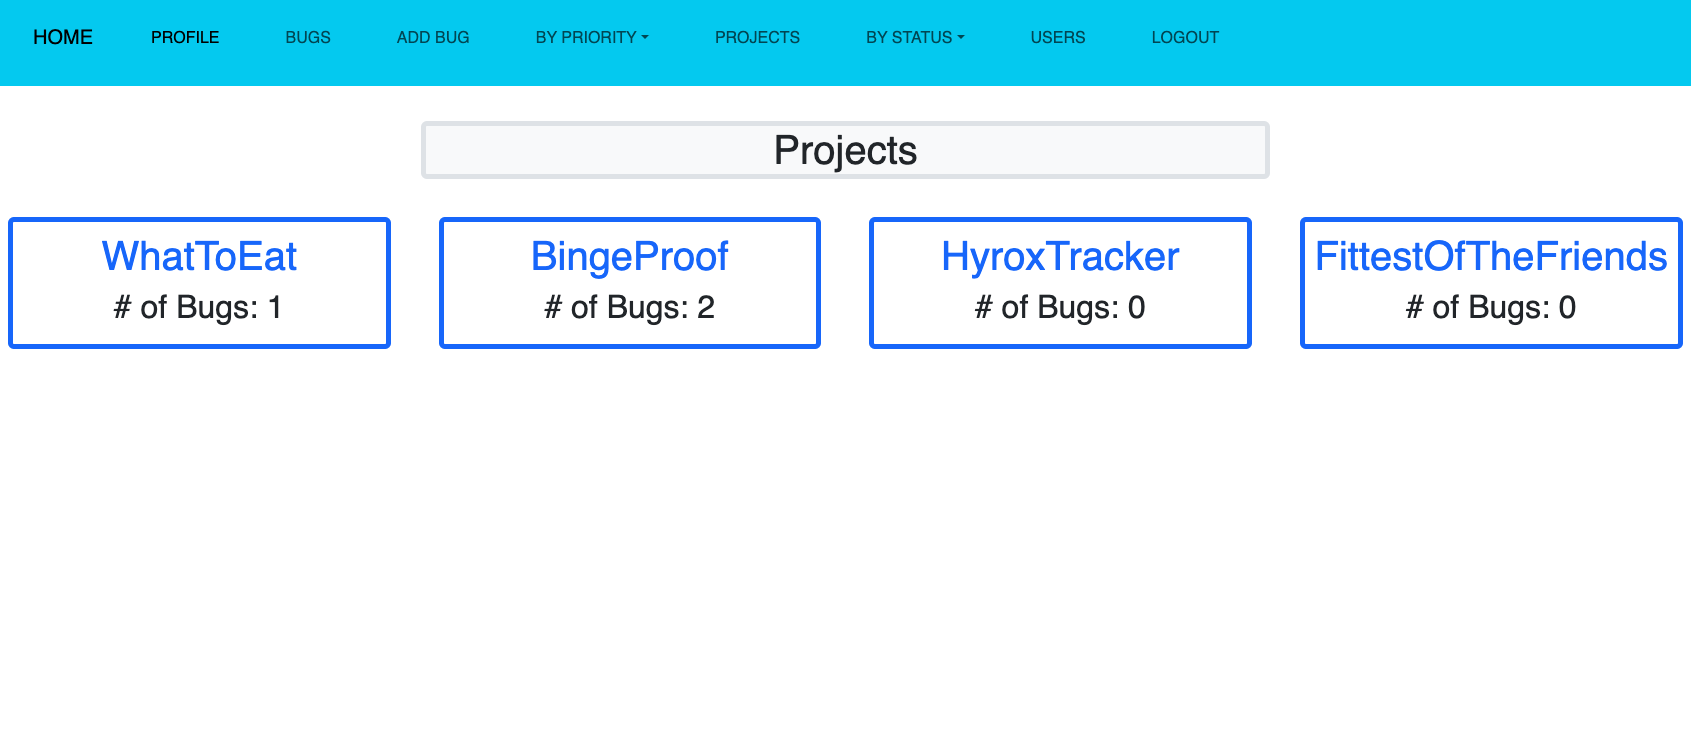 HOME PROFILE BUGS ADD BUG BY PRIORITY PROJECTS BY STATUS USERS LOGOUT
Projects
WhatToEat
# of Bugs: 1
BingeProof
# of Bugs: 2
HyroxTracker
# of Bugs: 0
FittestOfTheFriends
# of Bugs: 0